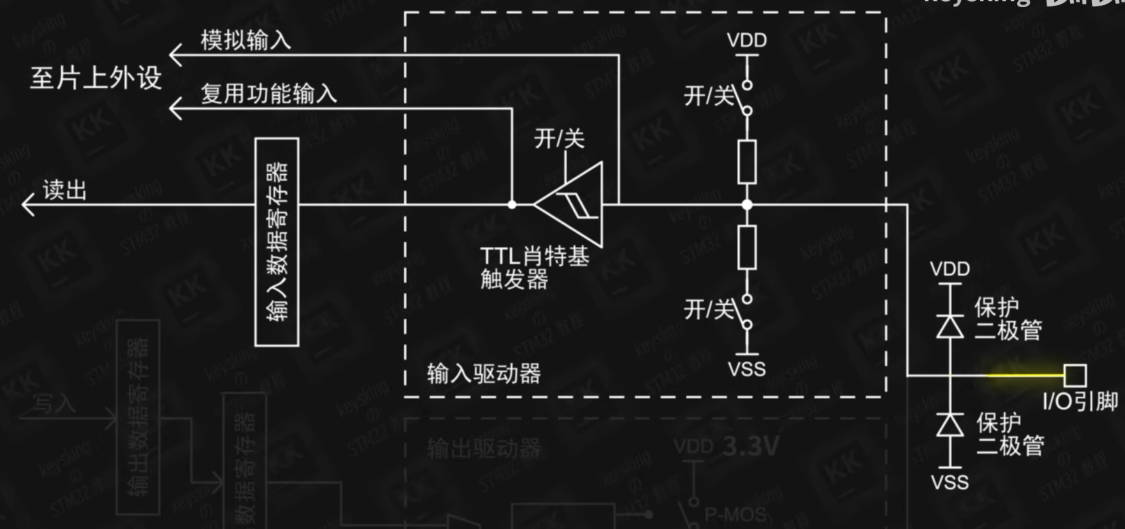 keysking
模拟输入
至片上外设
复用功能输入
读出
输入数据寄存器
开/关
TTL肖特基
触发器
VDD
开/关
开/关
VSS
输入驱动器
VDD
保护
二极管
I/O引脚
保护
二极管
VSS
写入
输出数据寄存器
数据寄存器
输出驱动器
VDD 3.3V
P-MOS